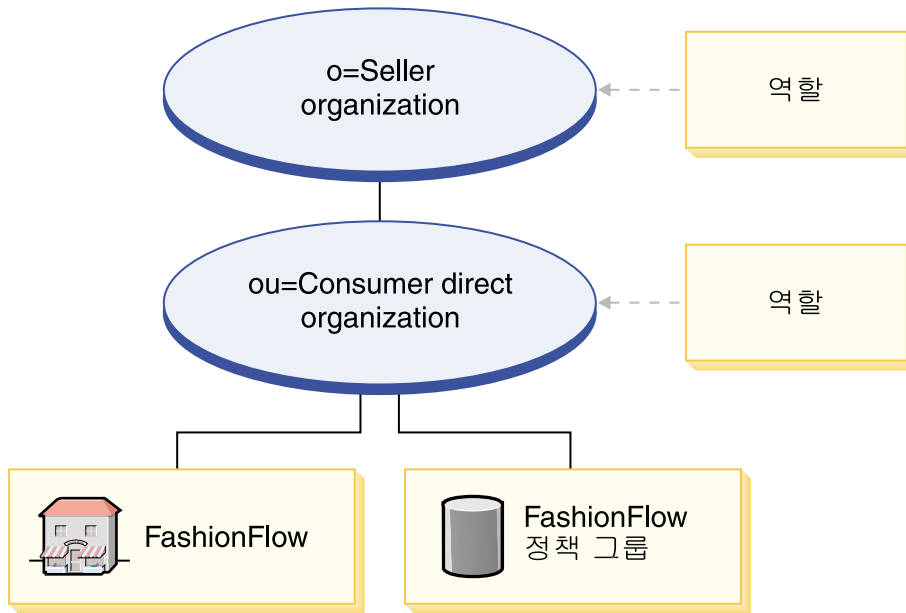 o=Seller
organization
역할
ou=Consumer direct
organization
역할
FashionFlow
FashionFlow
정책 그룹